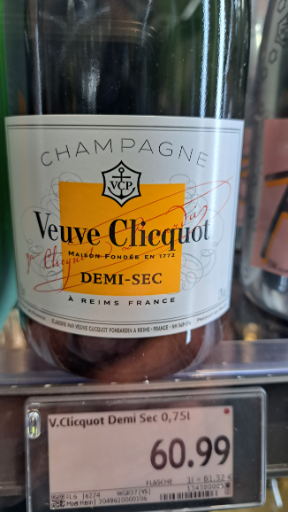 CHAMPAGNE
VCP
Veuve Clicquot
MAISON FONDÉE EN 1772
DEMI-SEC
À REIMS FRANCE
V.Clicquot Demi Sec 0,75l
60.99
FLASCHE